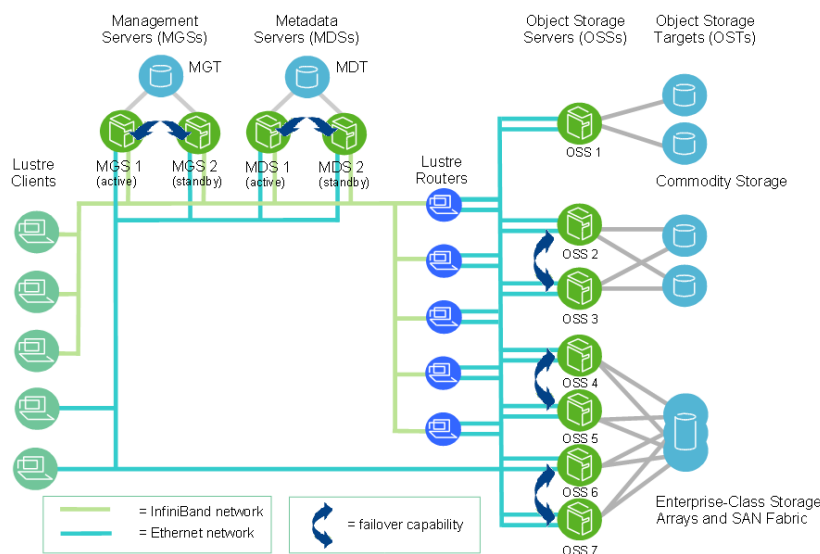 Management
Servers (MGSs)
Metadata
Servers (MDSs)
Object Storage
Servers (OSSs)
Object Storage
Targets (OSTs)
MGT
MDT
Lustre
Clients
MGS 1
(active)
MGS 2
(standby)
MDS 1
(active)
MDS 2
(standby)
Lustre
Routers
OSS 1
Commodity Storage
OSS 2
OSS 3
OSS 4
OSS 5
OSS 6
OSS 7
Enterprise-Class Storage
Arrays and SAN Fabric
= InfiniBand network
= Ethernet network
= failover capability